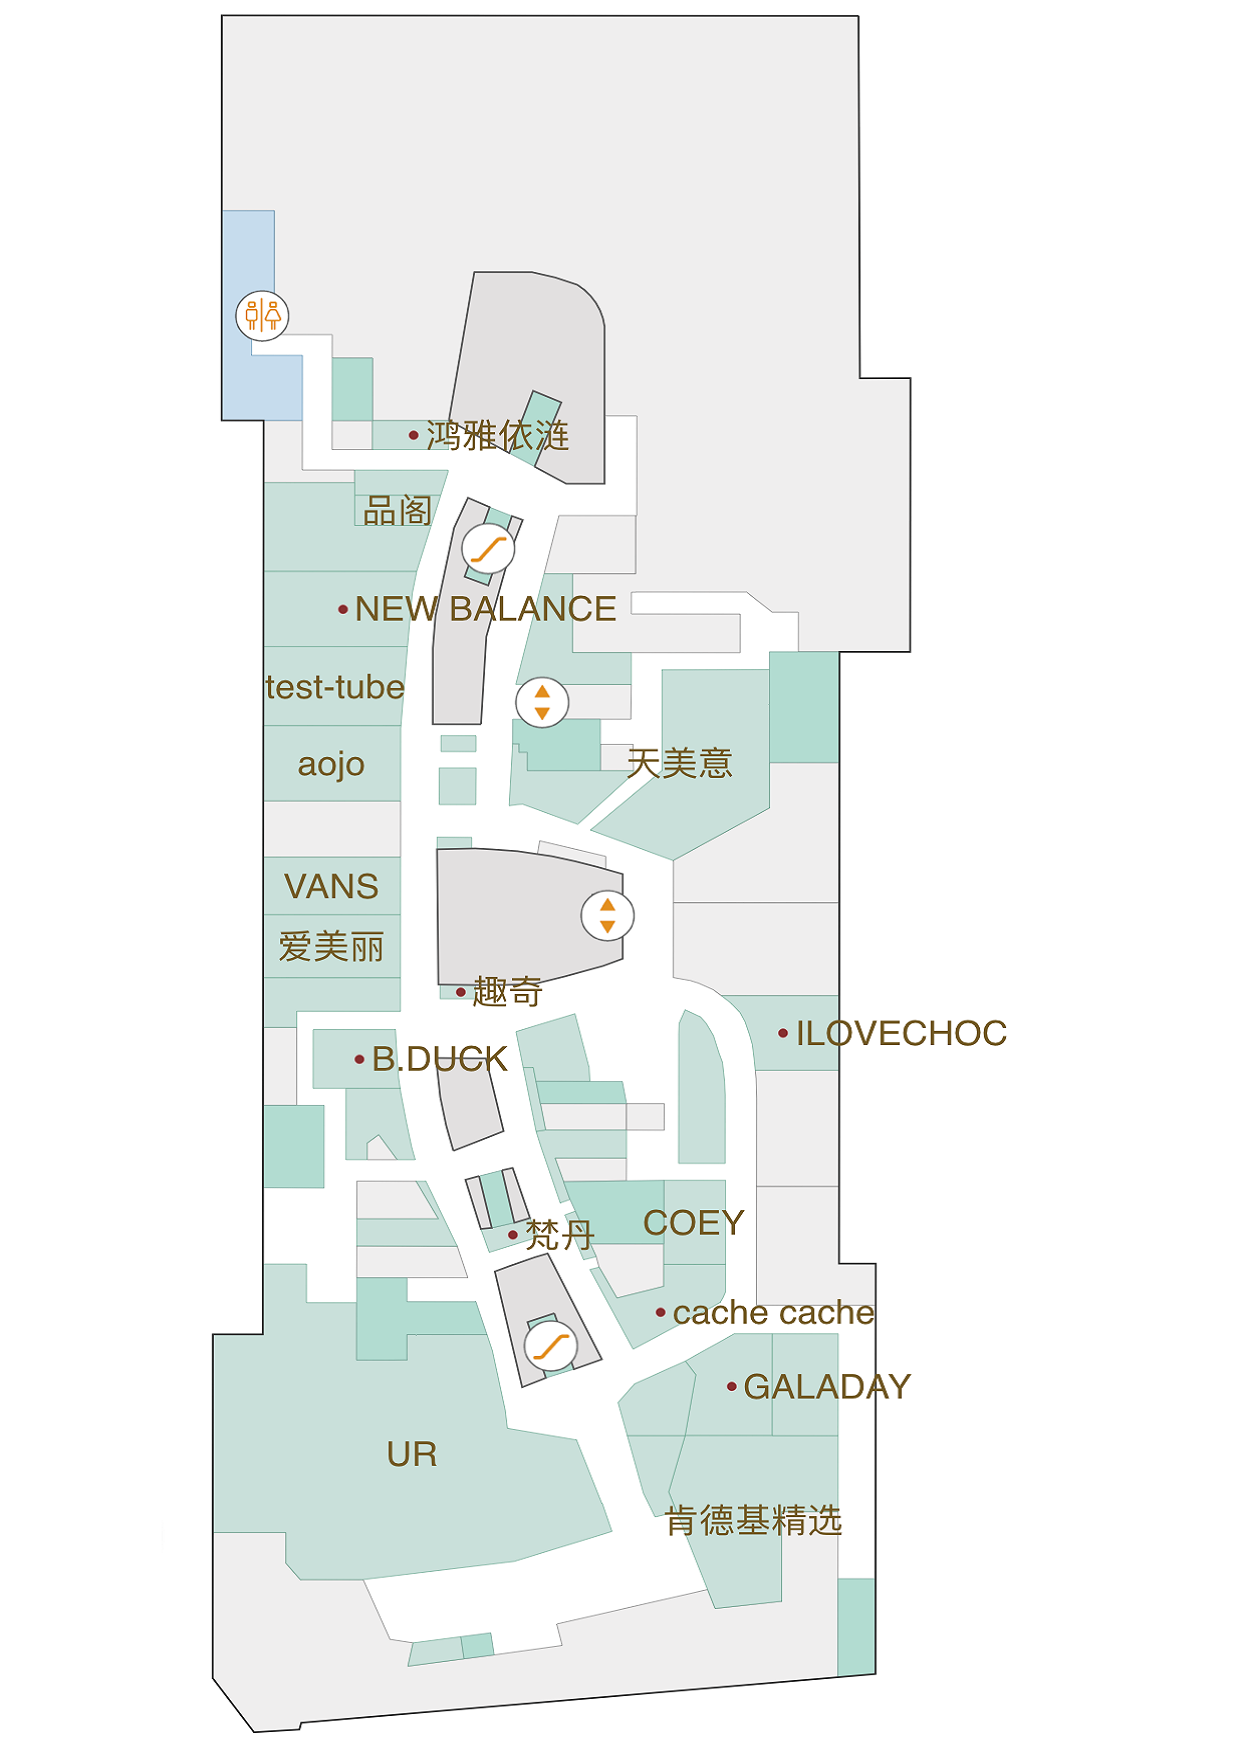 鸿雅依涟
品阁
NEW BALANCE
test-tube
aojo
天美意
VANS
爱美丽
趣奇
ILOVECHOC
B.DUCK
COEY
梵丹
cache cache
GALADAY
UR
肯德基精选